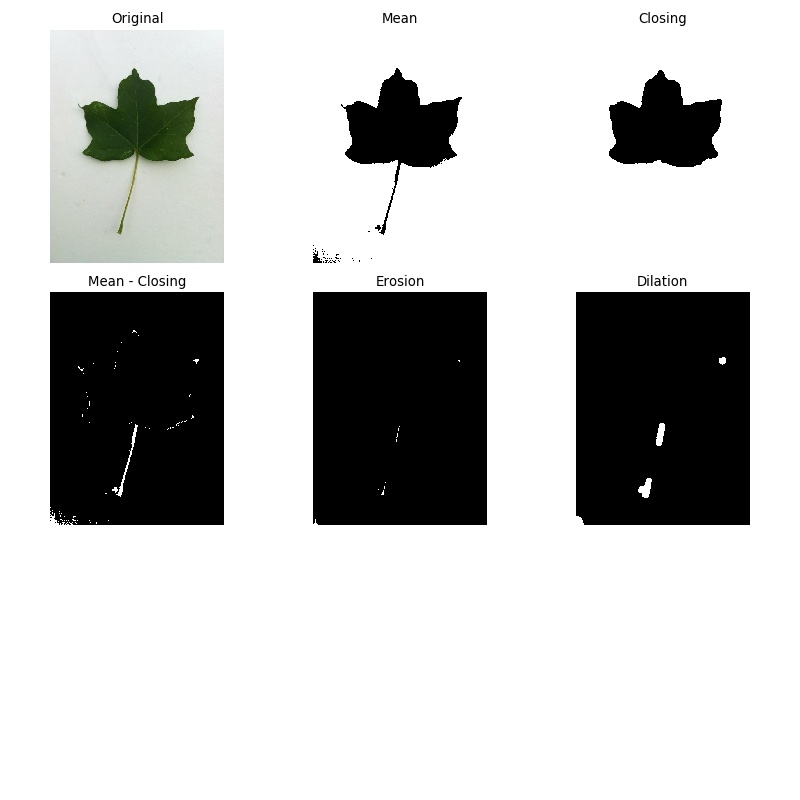 Original
Mean
Closing
Mean - Closing
Erosion
Dilation